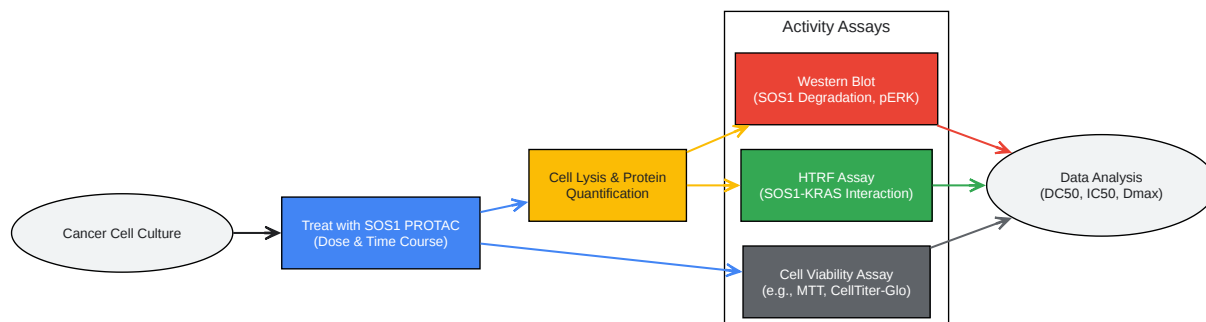 Activity Assays
Western Blot
(SOS1 Degradation, pERK)
Cell Lysis & Protein
Quantification
HTRF Assay
(SOS1-KRAS Interaction)
Data Analysis
(DC50, IC50, Dmax)
Cancer Cell Culture
Treat with SOS1 PROTAC
(Dose & Time Course)
Cell Viability Assay
(e.g., MTT, CellTiter-Glo)